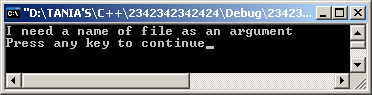 "D:\TANIA'S\C++\2342342342424\Debug\23423...
I need a name of file as an argument
Press any key to continue